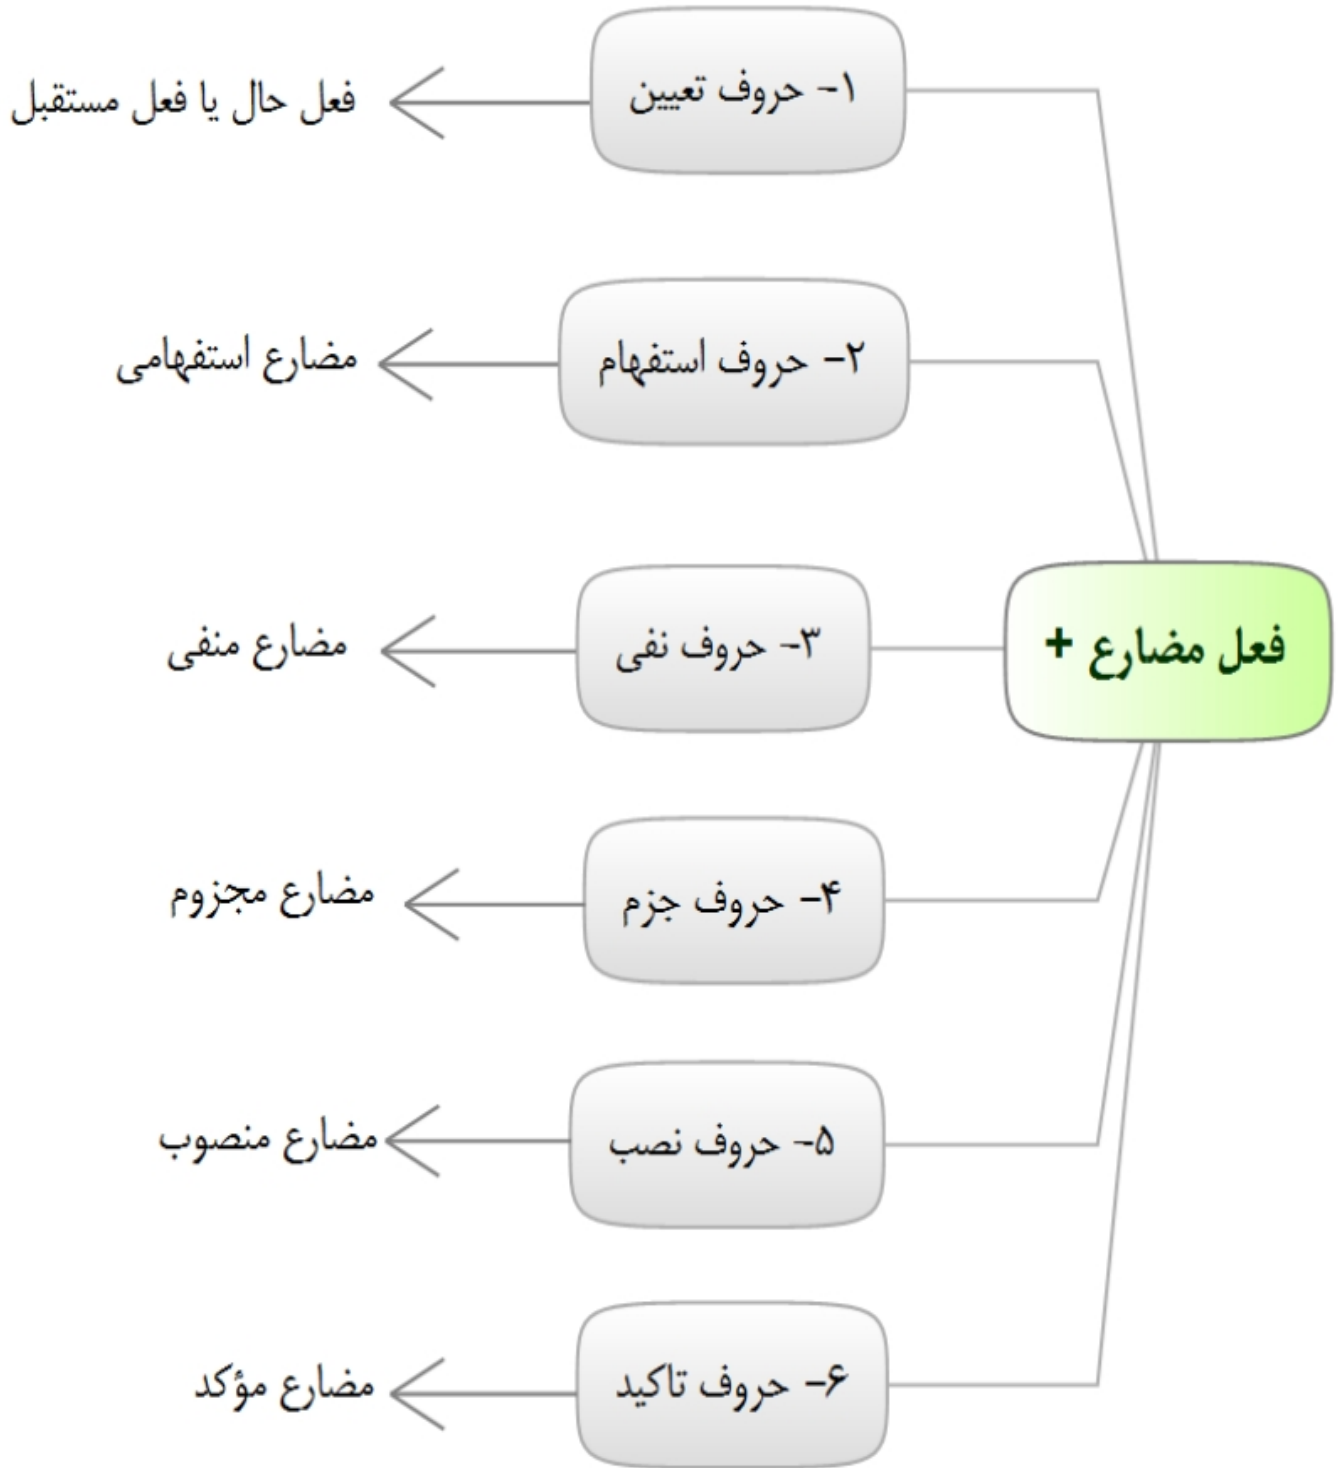 فعل مضارع +
۱- حروف تعیین
فعل حال یا فعل مستقبل
۲- حروف استفهام
مضارع استفهامی
۳- حروف نفی
مضارع منفی
۴- حروف جزم
مضارع مجزوم
۵- حروف نصب
مضارع منصوب
۶- حروف تاکید
مضارع مؤکد